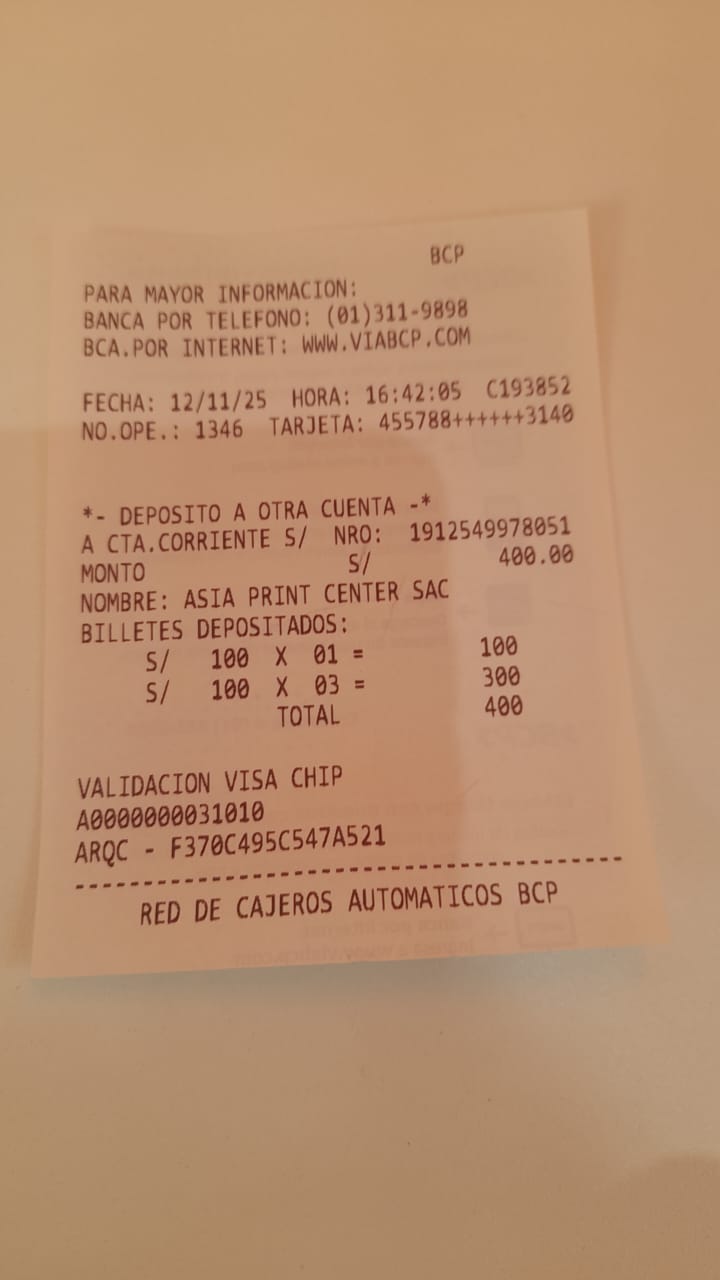 BCP
PARA MAYOR INFORMACION:
BANCA POR TELEFONO: (01)311-9898
BCA.POR INTERNET: WWW.VIABCP.COM
FECHA: 12/11/25 HORA: 16:42:05 C193852
NO.OPE.: 1346 TARJETA: 455788++++++3140
*- DEPOSITO A OTRA CUENTA -*
A CTA.CORRIENTE S/ NRO: 1912549978051
MONTO S/ 400.00
NOMBRE: ASIA PRINT CENTER SAC
BILLETES DEPOSITADOS:
S/ 100 X 01 = 100
S/ 100 X 03 = 300
TOTAL 400
VALIDACION VISA CHIP
A0000000031010
ARQC - F370C495C547A521
------------------------------------
RED DE CAJEROS AUTOMATICOS BCP